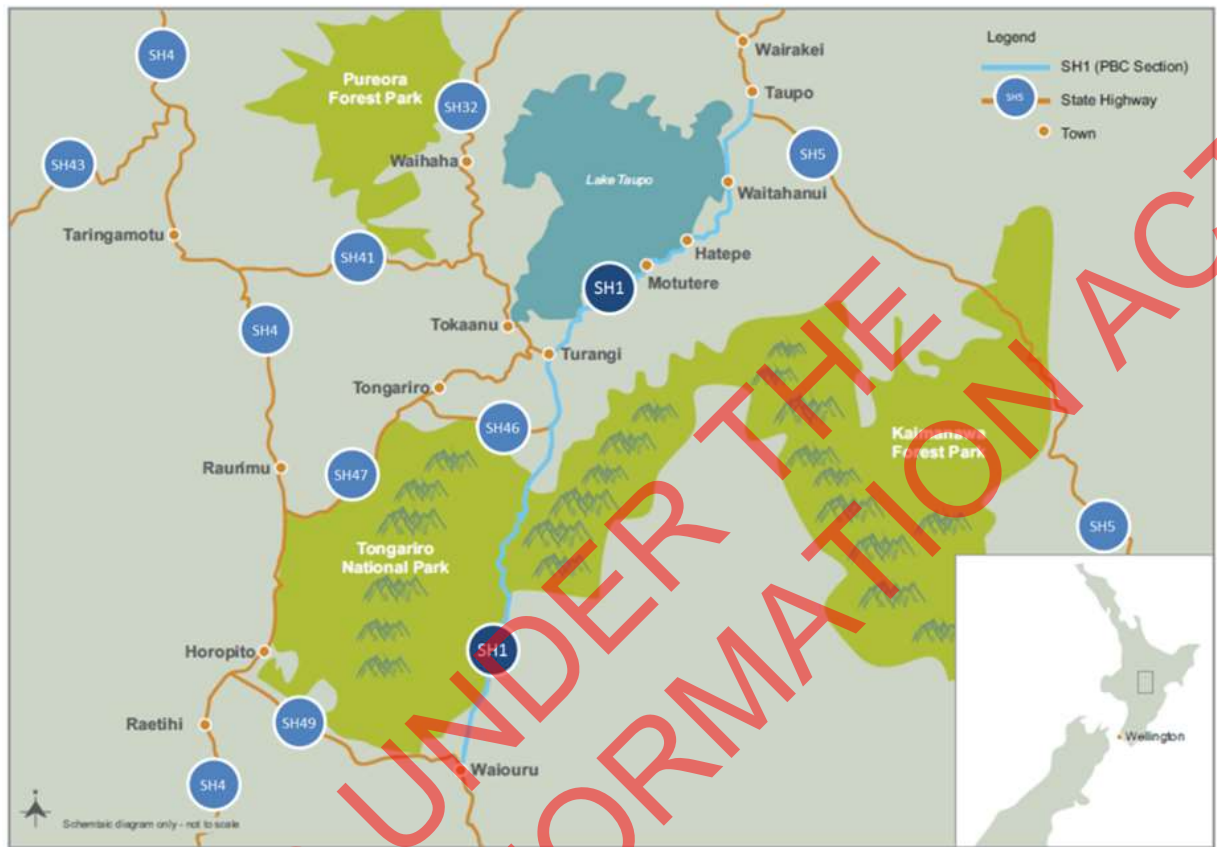 SH4
Pureora
Forest Park
SH32
Wairakei
Taupo
Legend
SH1 (PBC Section)
SH5
State Highway
Town
SH43
Waihaha
Lake Taupo
SH5
Waitahanui
Taringamotu
SH41
Hatepe
Motutere
SH1
SH4
Tokaanu
Turangi
Tongariro
SH46
Kaimanawa
Forest Park
Raurimu
SH47
SH5
Tongariro
National Park
Horopito
SH1
Raetihi
SH49
Wellington
Waiouru
SH4
Schemtaic diagram only - not to scale
UNDER THE
ORMATION ACT